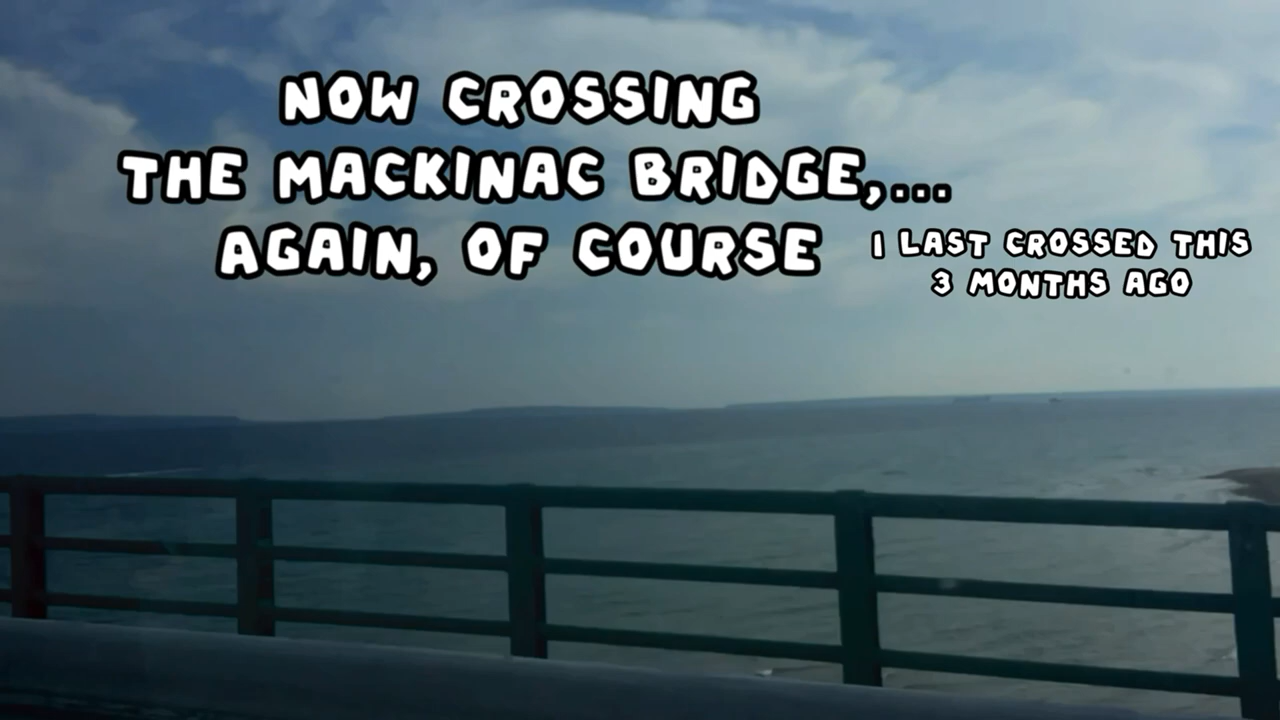 NOW CROSSING
THE MACKINAC BRIDGE,...
AGAIN, OF COURSE
I LAST CROSSED THIS
3 MONTHS AGO